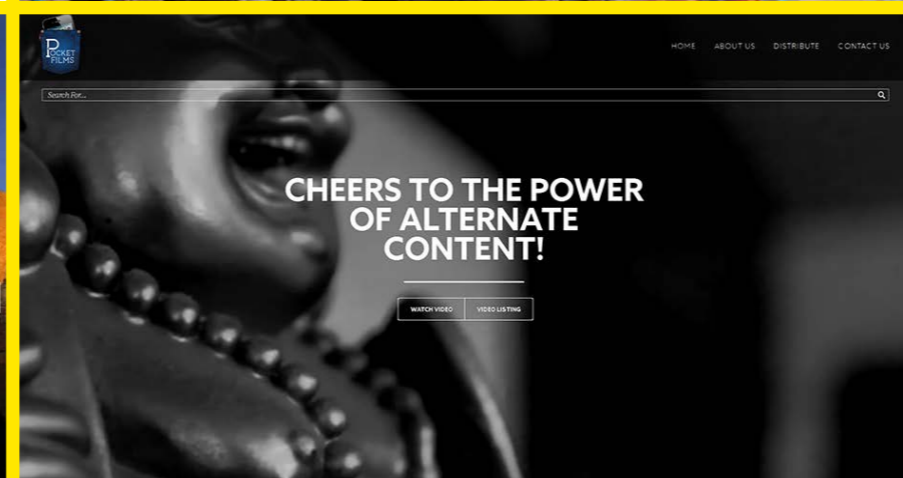 POCKET
FILMS
HOME ABOUT US DISTRIBUTE CONTACT US
Search For...
CHEERS TO THE POWER
OF ALTERNATE
CONTENT!
WATCH VIDEO VIDEO LISTING